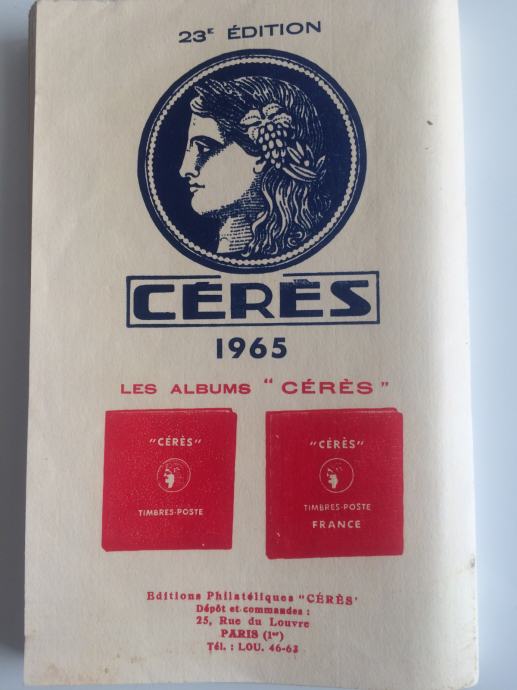 23ᴱ ÉDITION
CÉRÈS
1965
LES ALBUMS "CÉRÈS"
"CÉRÈS"
TIMBRES-POSTE
"CÉRÈS"
TIMBRES-POSTE
FRANCE
Editions Philatéliques "CÉRÈS'
Dépôt et commandes :
25, Rue du Louvre
PARIS (1er)
Tél. : LOU. 46-63